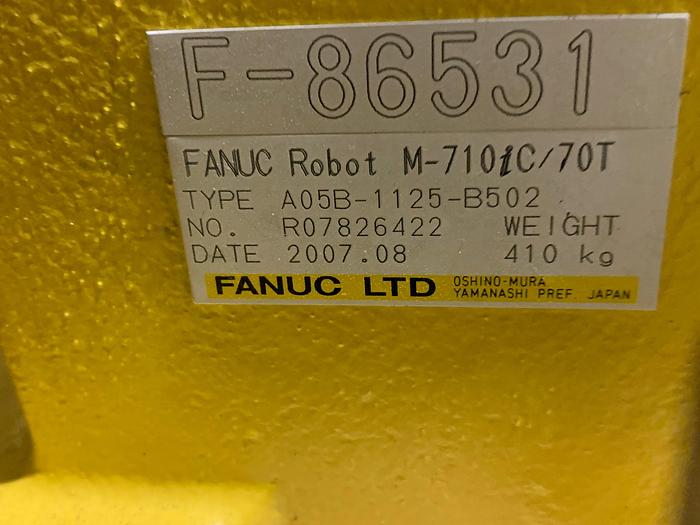 F-86531
FANUC Robot M-710iC/70T
TYPE A05B-1125-B502
NO. R07826422 WEIGHT
DATE 2007.08 410 kg
FANUC LTD OSHINO-MURA
YAMANASHI PREF. JAPAN